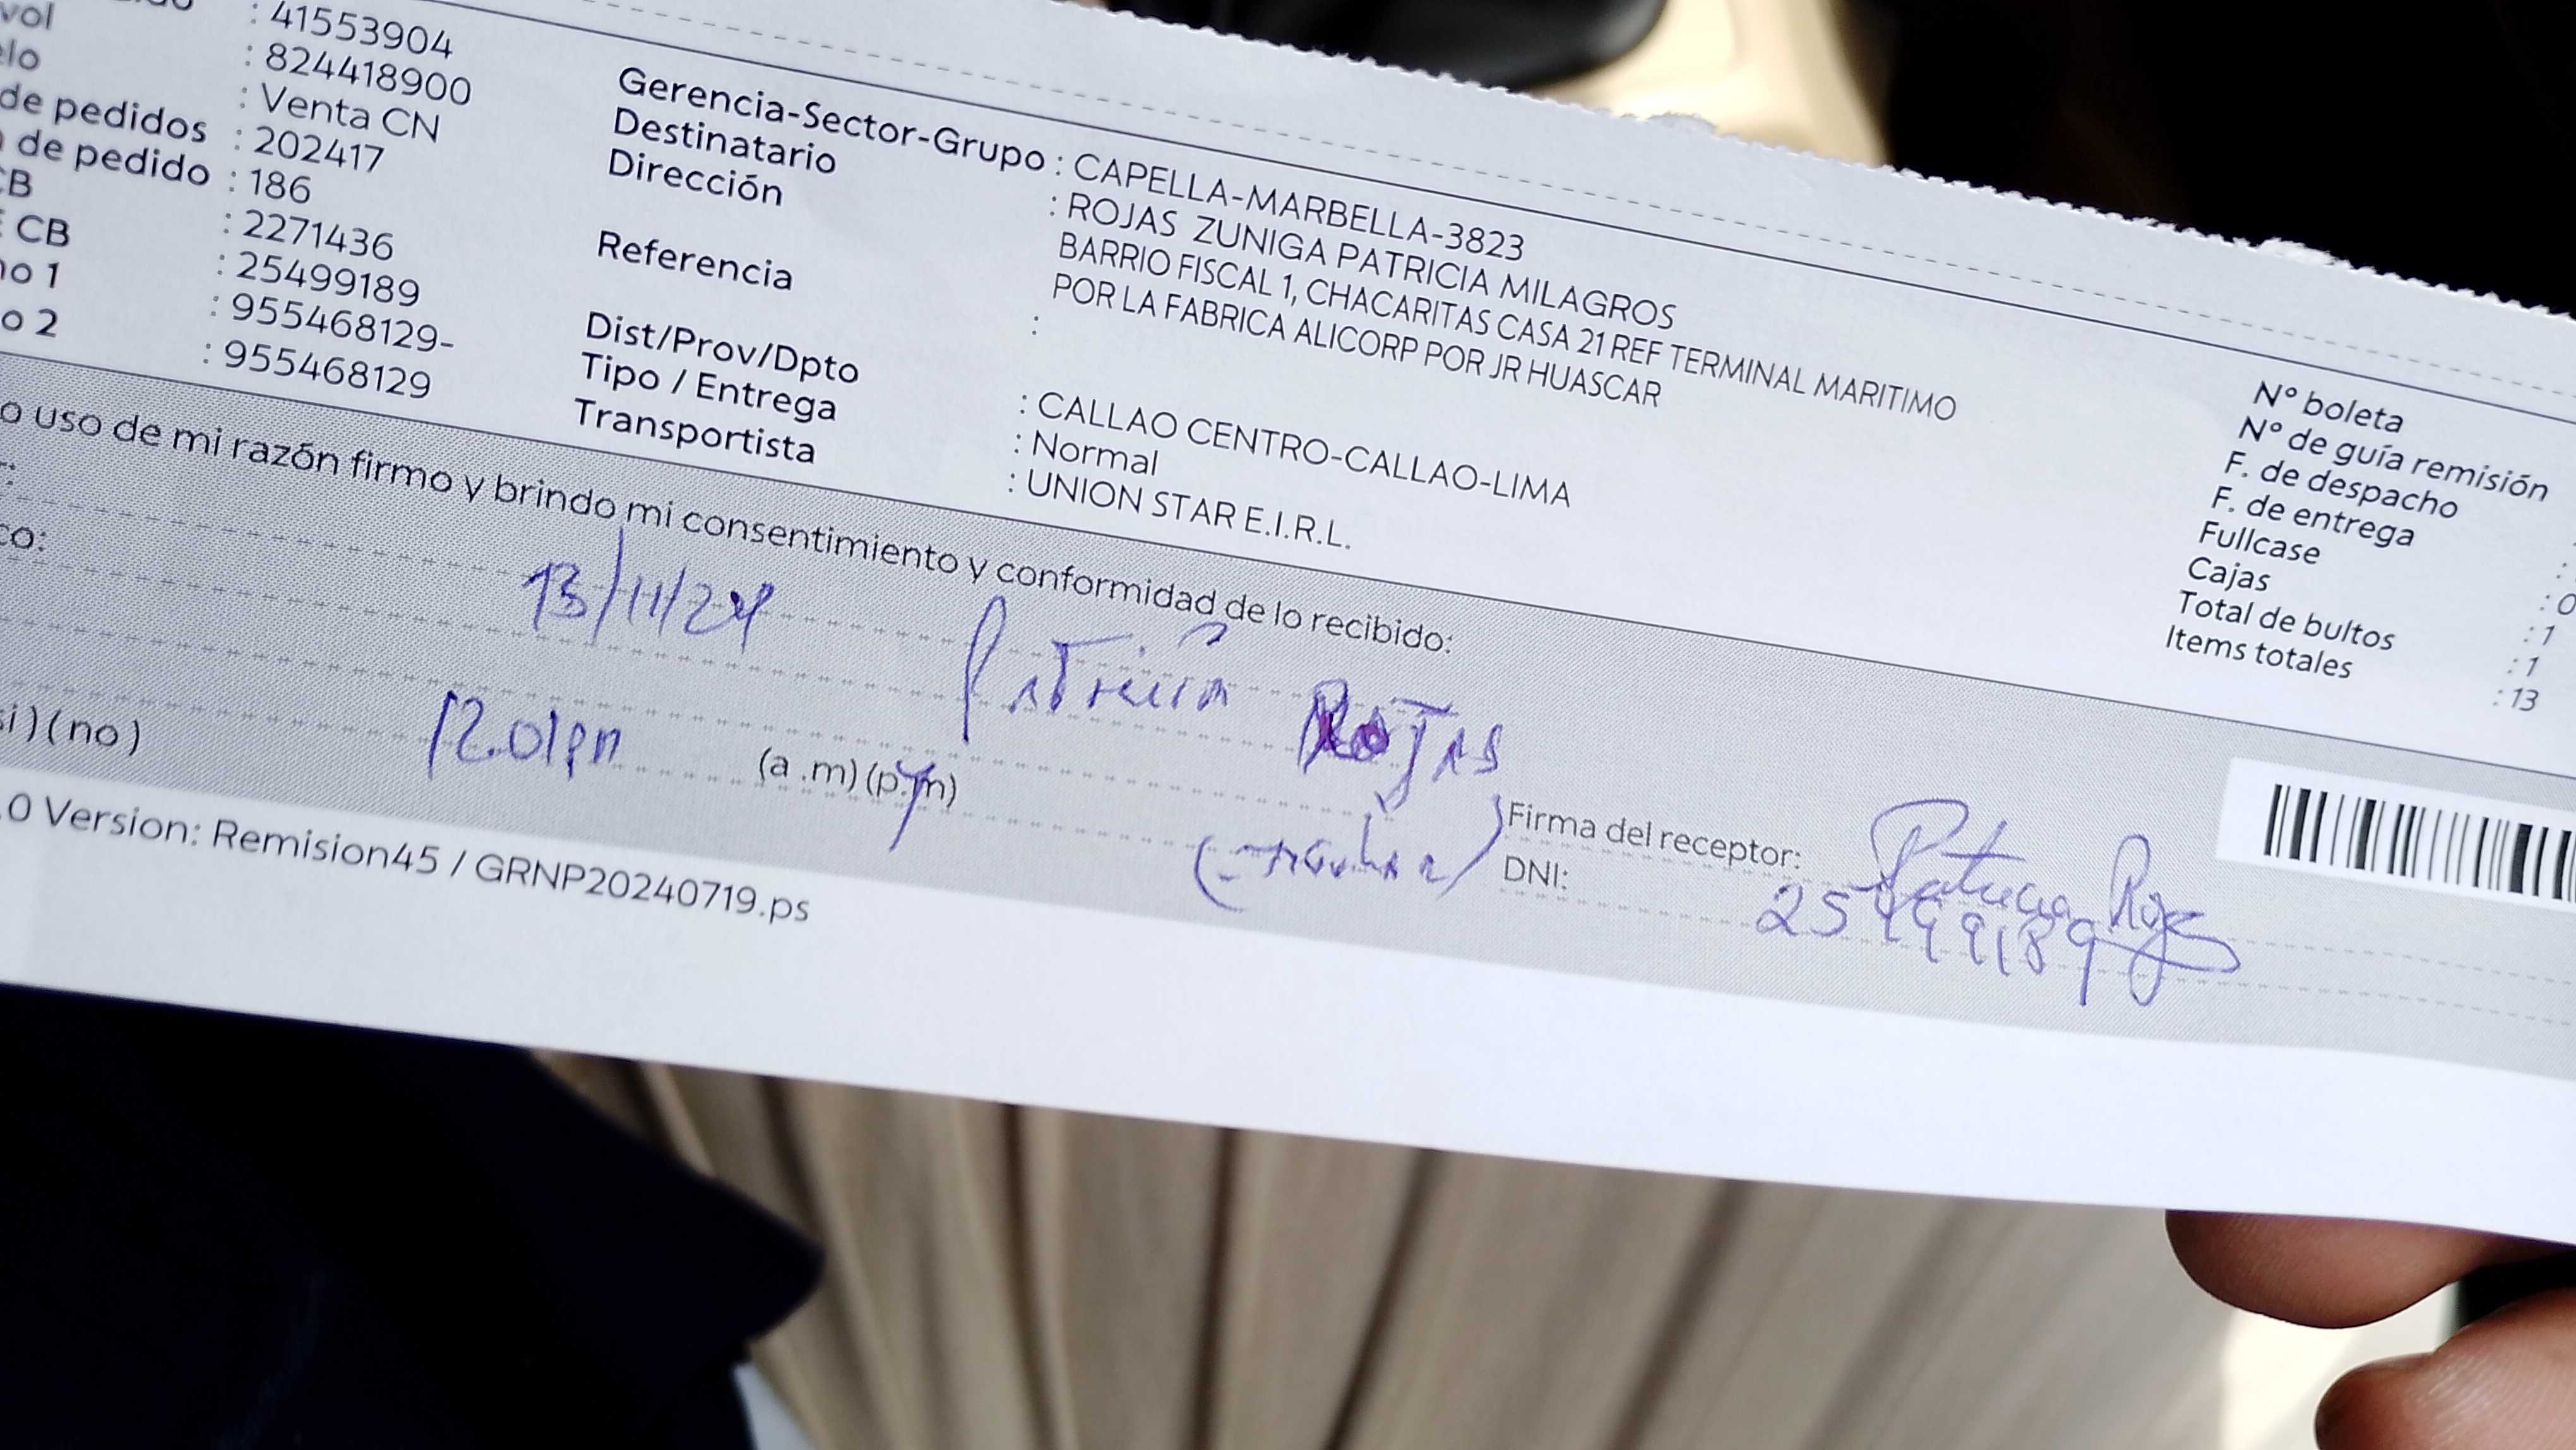 : 41553904
vol : 824418900
elo : Venta CN
de pedidos : 202417
de pedido : 186
CB : 2271436
CB : 25499189
no 1 : 955468129-
o 2 : 955468129
Gerencia-Sector-Grupo : CAPELLA-MARBELLA-3823
Destinatario : ROJAS ZUNIGA PATRICIA MILAGROS
Dirección : BARRIO FISCAL 1, CHACARITAS CASA 21 REF TERMINAL MARITIMO
POR LA FABRICA ALICORP POR JR HUASCAR
Referencia :
Dist/Prov/Dpto : CALLAO CENTRO-CALLAO-LIMA
Tipo / Entrega : Normal
Transportista : UNION STAR E.I.R.L.
N° boleta
N° de guía remisión
F. de despacho
F. de entrega
Fullcase : 0
Cajas : 1
Total de bultos : 1
Items totales : 13
o uso de mi razón firmo y brindo mi consentimiento y conformidad de lo recibido:
co:
13/11/24
Patricia ROJAS
i) (no) 12.01pm (a .m) (p.m)
(Titular)
Firma del receptor: Patricia Rojas
DNI: 25499189
.0 Version: Remision45 / GRNP20240719.ps